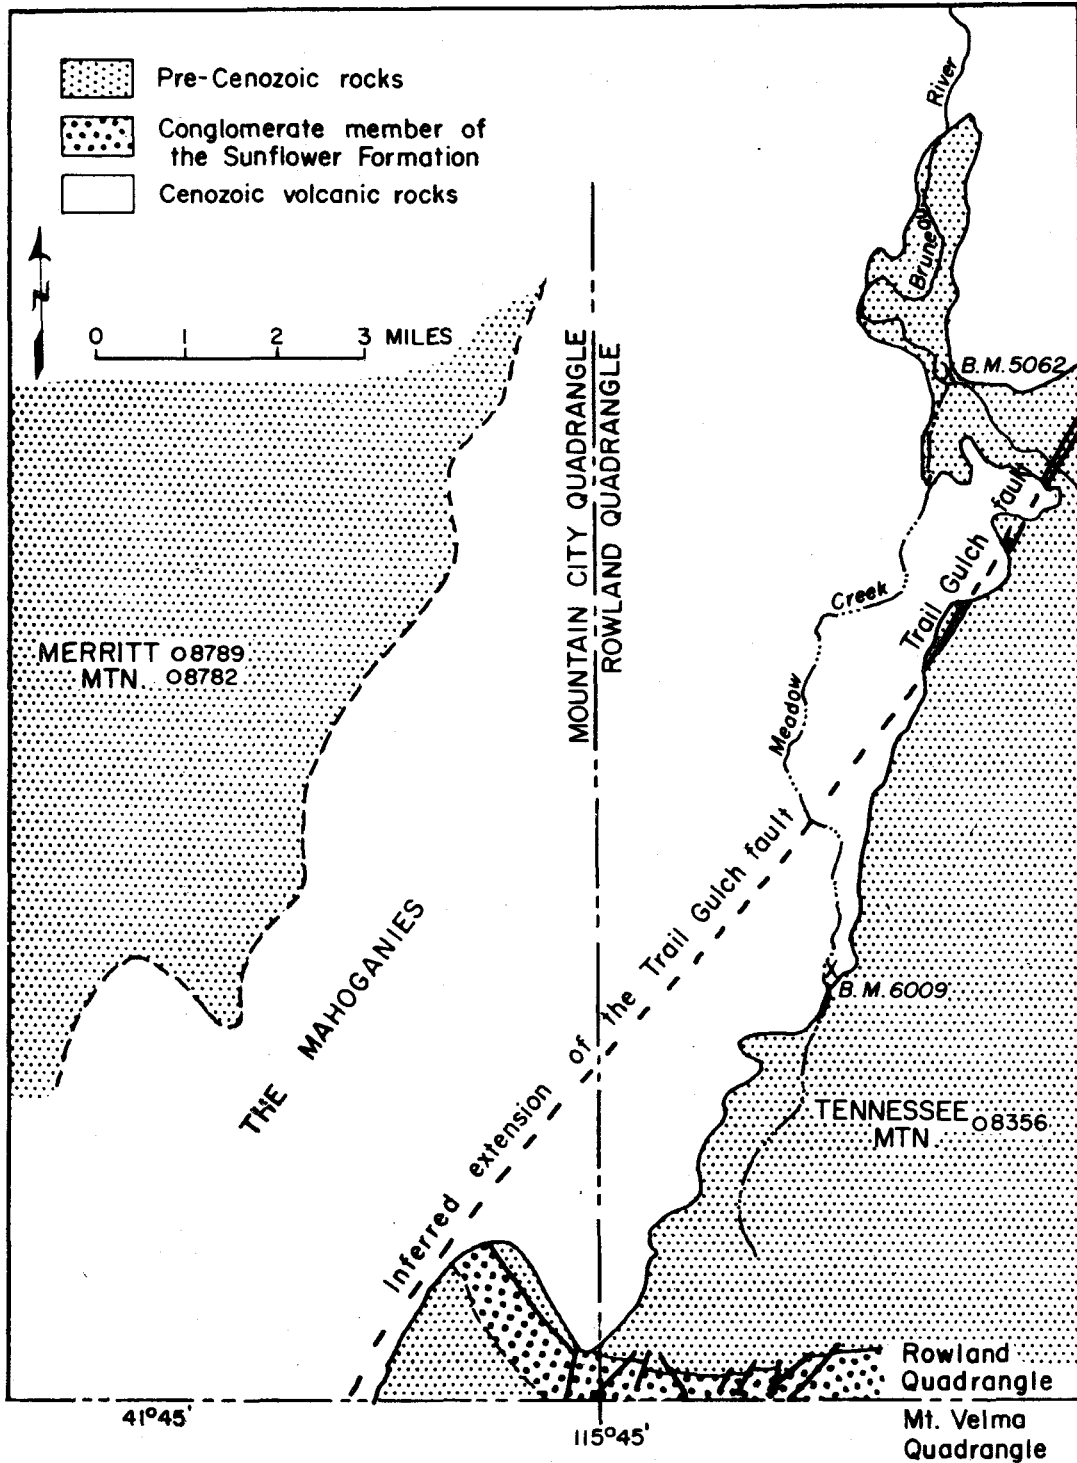 Pre-Cenozoic rocks
Conglomerate member of
the Sunflower Formation
Cenozoic volcanic rocks
N
0 1 2 3 MILES
River
Bruneau
B.M. 5062
MOUNTAIN CITY QUADRANGLE
ROWLAND QUADRANGLE
Trail Gulch fault
Creek
Meadow
MERRITT 8789
MTN. 8782
THE MAHOGANIES
Inferred extension of the Trail Gulch fault
B.M. 6009
TENNESSEE 8356
MTN.
Rowland
Quadrangle
41°45'
115°45'
Mt. Velma
Quadrangle